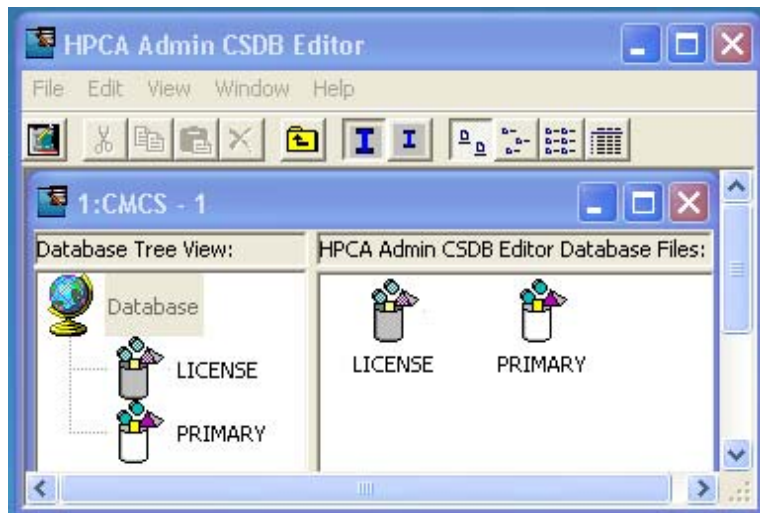 HPCA Admin CSDB Editor
File Edit View Window Help
1:CMCS - 1
Database Tree View:
HPCA Admin CSDB Editor Database Files:
Database
LICENSE
PRIMARY
LICENSE
PRIMARY